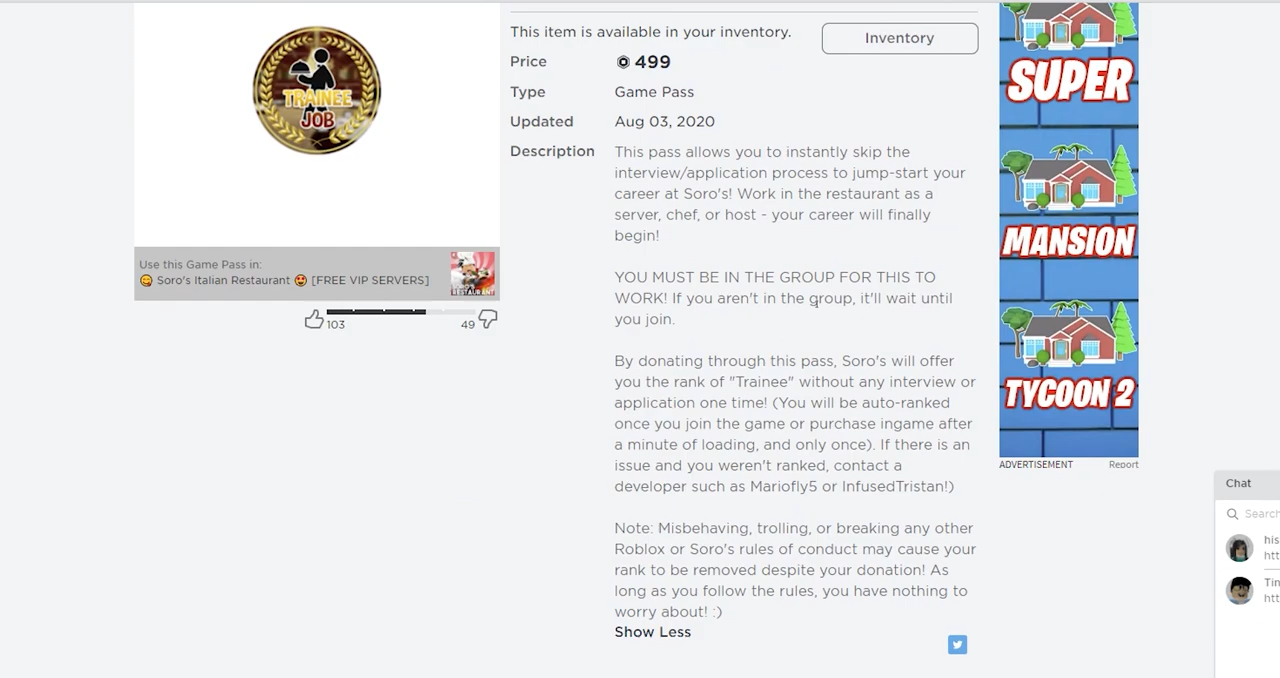 This item is available in your inventory.
Inventory
Price 499
Type Game Pass
Updated Aug 03, 2020
Description This pass allows you to instantly skip the
interview/application process to jump-start your
career at Soro's! Work in the restaurant as a
server, chef, or host - your career will finally
begin!
YOU MUST BE IN THE GROUP FOR THIS TO
WORK! If you aren't in the group, it'll wait until
you join.
By donating through this pass, Soro's will offer
you the rank of "Trainee" without any interview or
application one time! (You will be auto-ranked
once you join the game or purchase ingame after
a minute of loading, and only once). If there is an
issue and you weren't ranked, contact a
developer such as Mariofly5 or InfusedTristan!)
Note: Misbehaving, trolling, or breaking any other
Roblox or Soro's rules of conduct may cause your
rank to be removed despite your donation! As
long as you follow the rules, you have nothing to
worry about! :)
Show Less
TRAINEE
JOB
Use this Game Pass in:
😋 Soro's Italian Restaurant 😍 [FREE VIP SERVERS]
RESTAURANT
103
49
SUPER
MANSION
TYCOON 2
ADVERTISEMENT
Report
Chat
Search
his
htt
Tin
htt